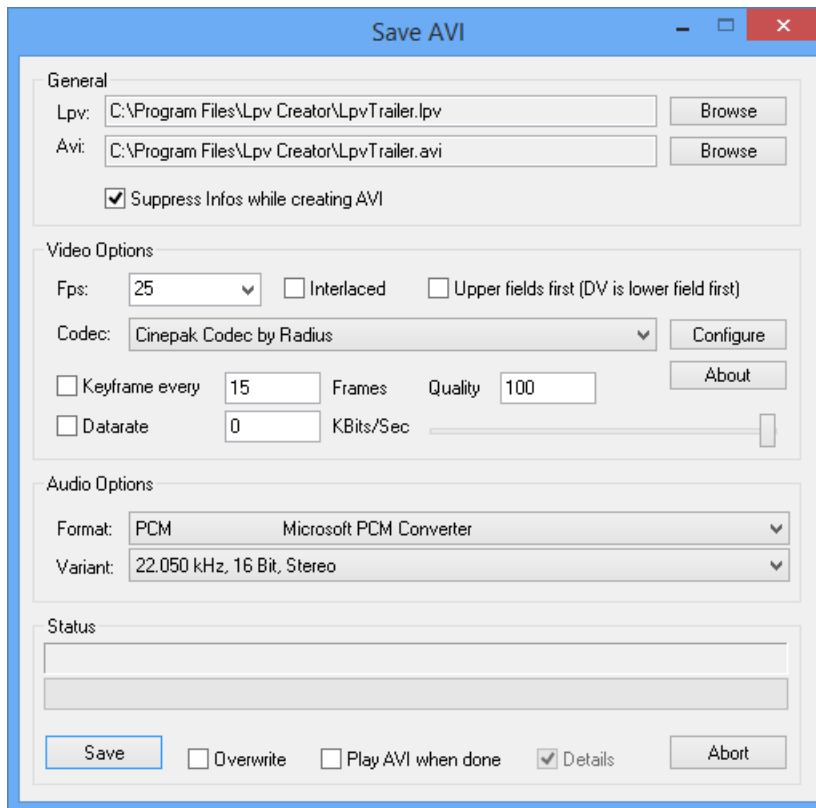 Save AVI
General
Lpv: C:\Program Files\Lpv Creator\LpvTrailer.lpv Browse
Avi: C:\Program Files\Lpv Creator\LpvTrailer.avi Browse
Suppress Infos while creating AVI
Video Options
Fps: 25 Interlaced Upper fields first (DV is lower field first)
Codec: Cinepak Codec by Radius Configure
About
Keyframe every 15 Frames Quality 100
Datarate 0 KBits/Sec
Audio Options
Format: PCM Microsoft PCM Converter
Variant: 22.050 kHz, 16 Bit, Stereo
Status
Save Overwrite Play AVI when done Details Abort